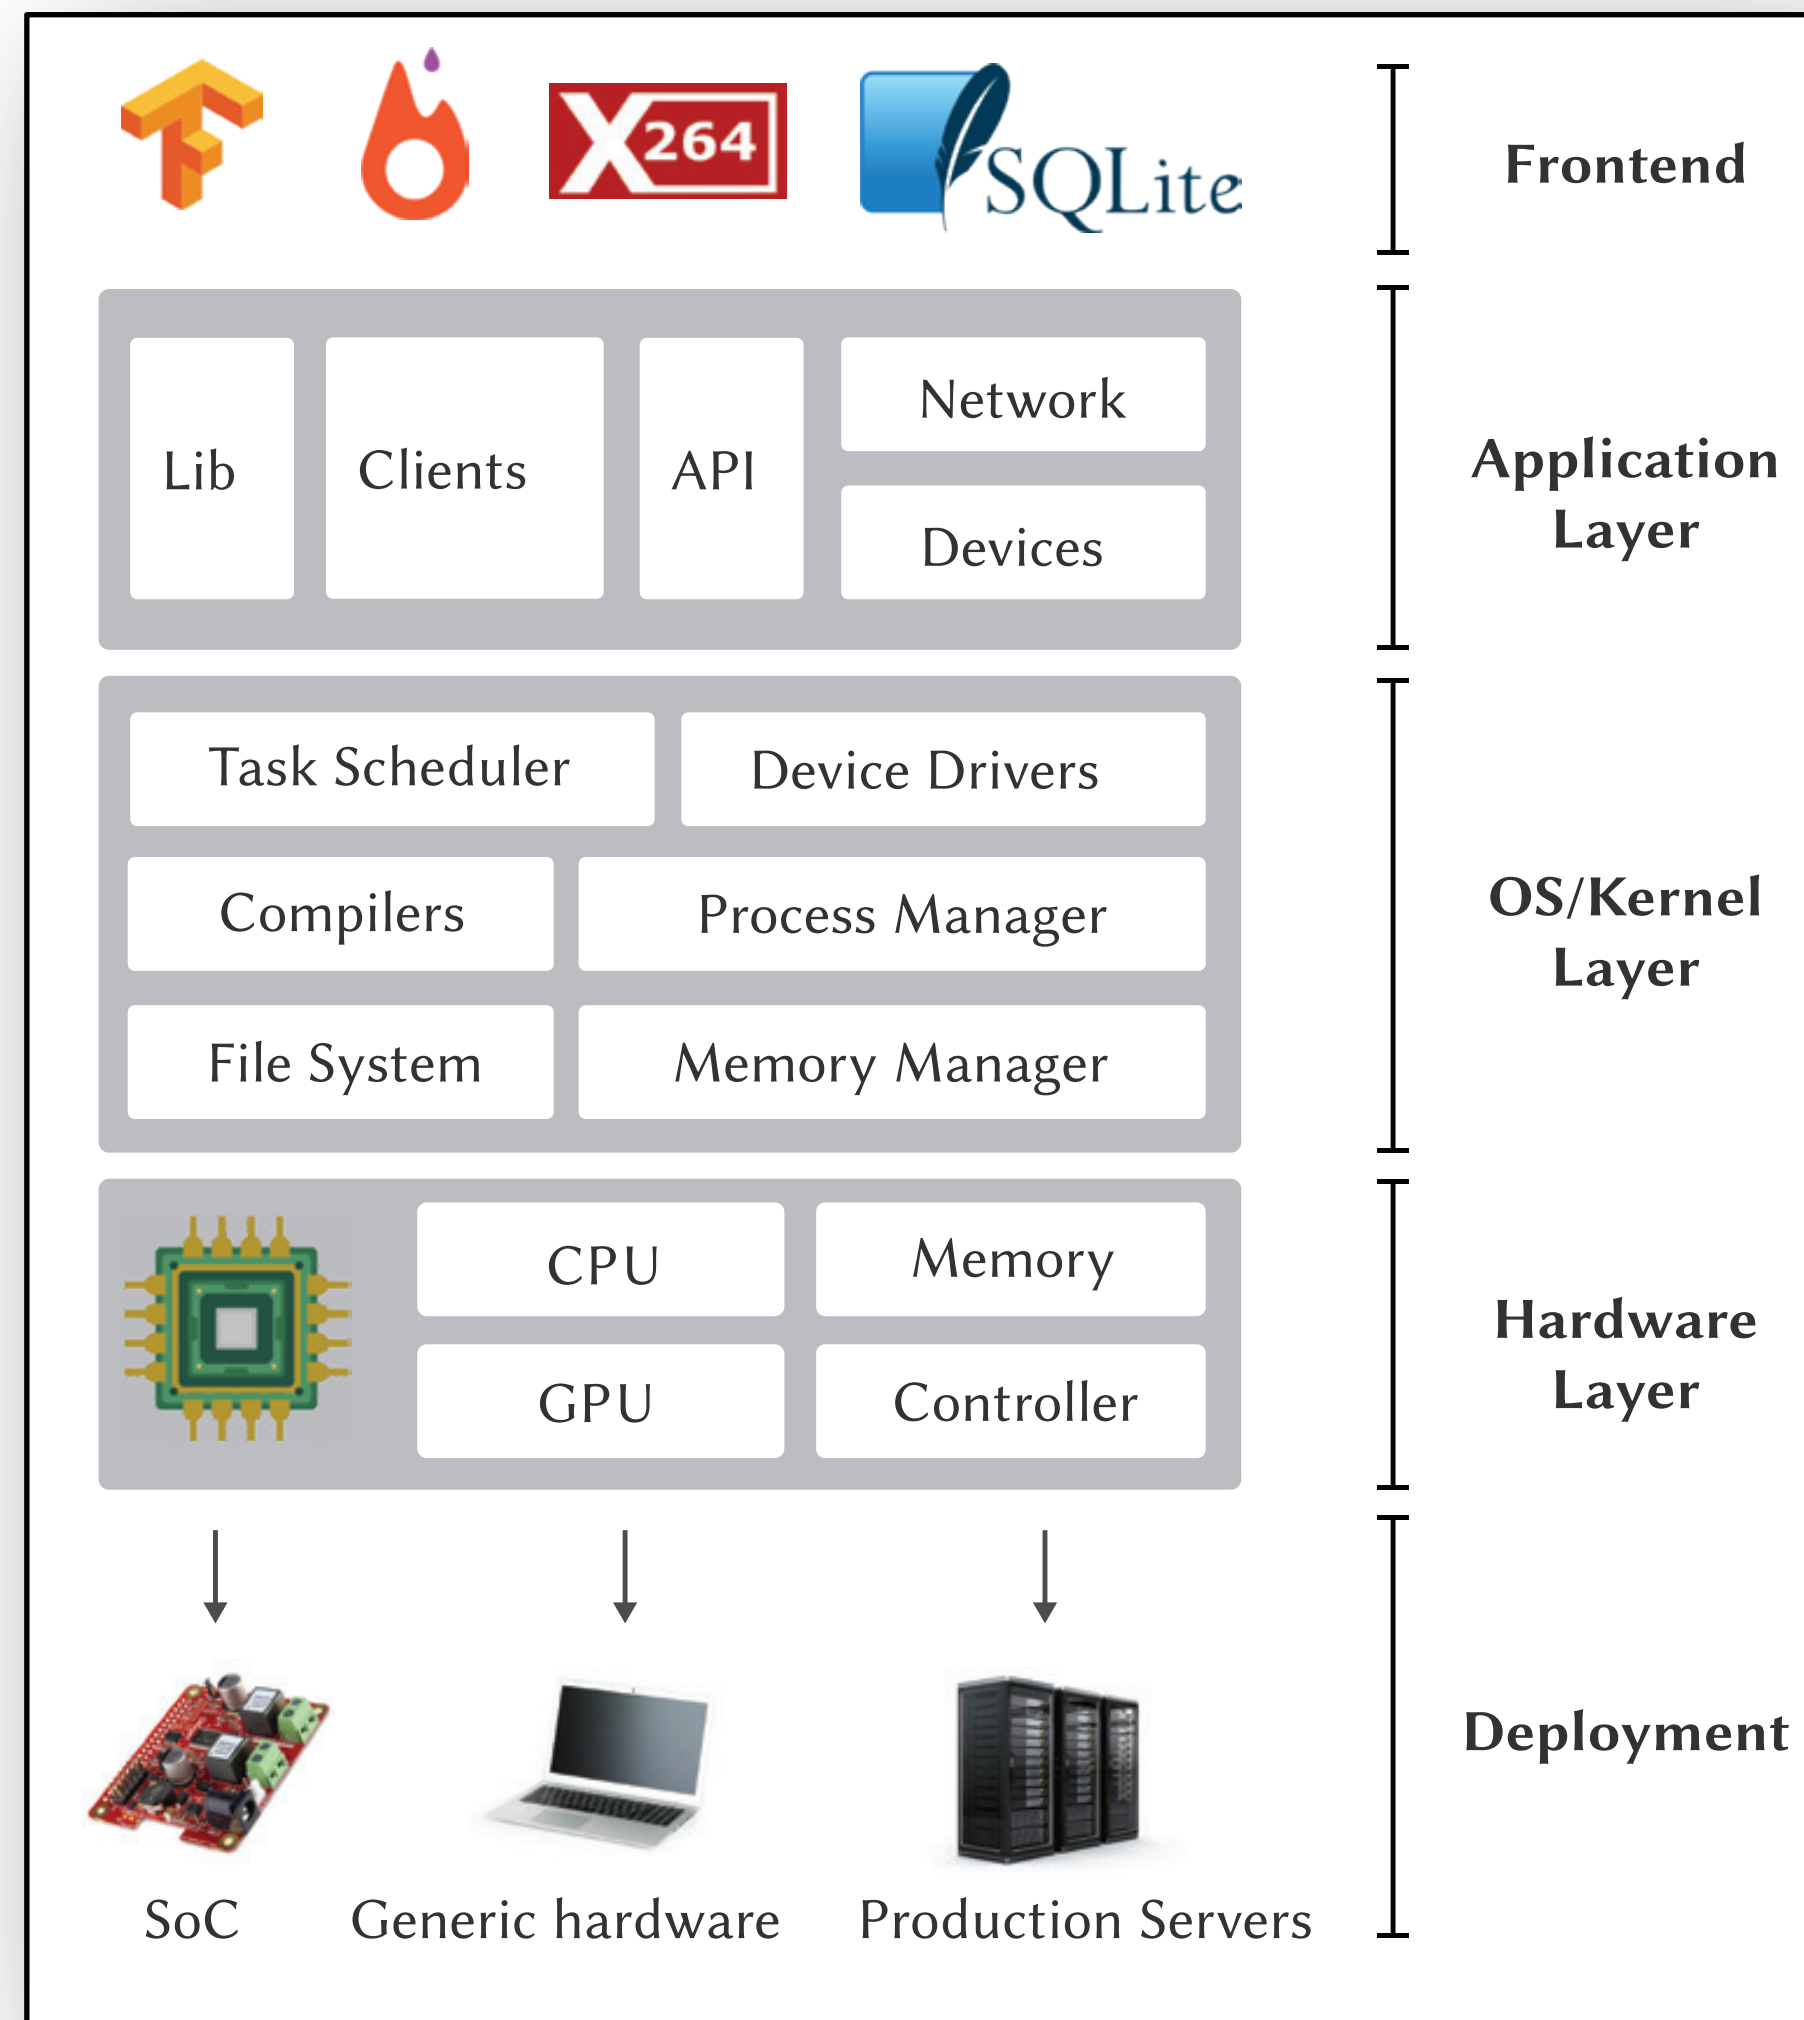 X264
SQLite
Frontend
Lib
Clients
API
Network
Devices
Application
Layer
Task Scheduler
Device Drivers
Compilers
Process Manager
File System
Memory Manager
OS/Kernel
Layer
CPU
Memory
GPU
Controller
Hardware
Layer
SoC
Generic hardware
Production Servers
Deployment